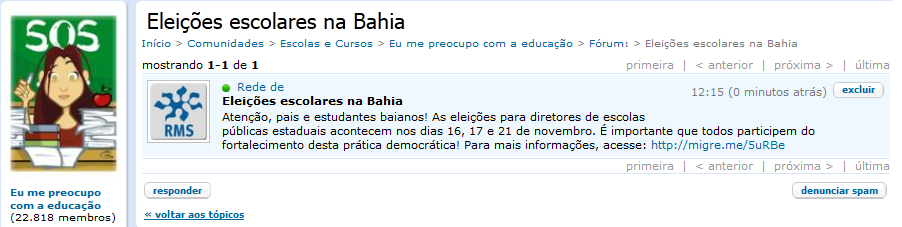 SOS
Eu me preocupo
com a educação
(22.818 membros)
Eleições escolares na Bahia
Início > Comunidades > Escolas e Cursos > Eu me preocupo com a educação > Fórum: > Eleições escolares na Bahia
mostrando 1-1 de 1
primeira | < anterior | próxima > | última
RMS
Rede de
12:15 (0 minutos atrás) excluir
Eleições escolares na Bahia
Atenção, pais e estudantes baianos! As eleições para diretores de escolas
públicas estaduais acontecem nos dias 16, 17 e 21 de novembro. É importante que todos participem do
fortalecimento desta prática democrática! Para mais informações, acesse: http://migre.me/5uRBe
primeira | < anterior | próxima > | última
responder
denunciar spam
« voltar aos tópicos